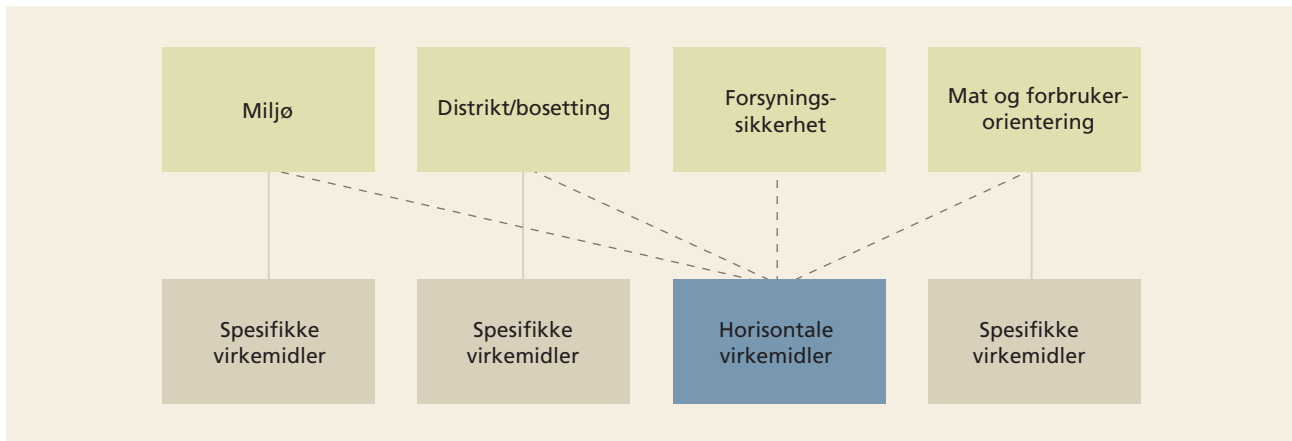 Miljø
Distrikt/bosetting
Forsynings-
sikkerhet
Mat og forbruker-
orientering
Spesifikke
virkemidler
Spesifikke
virkemidler
Horisontale
virkemidler
Spesifikke
virkemidler